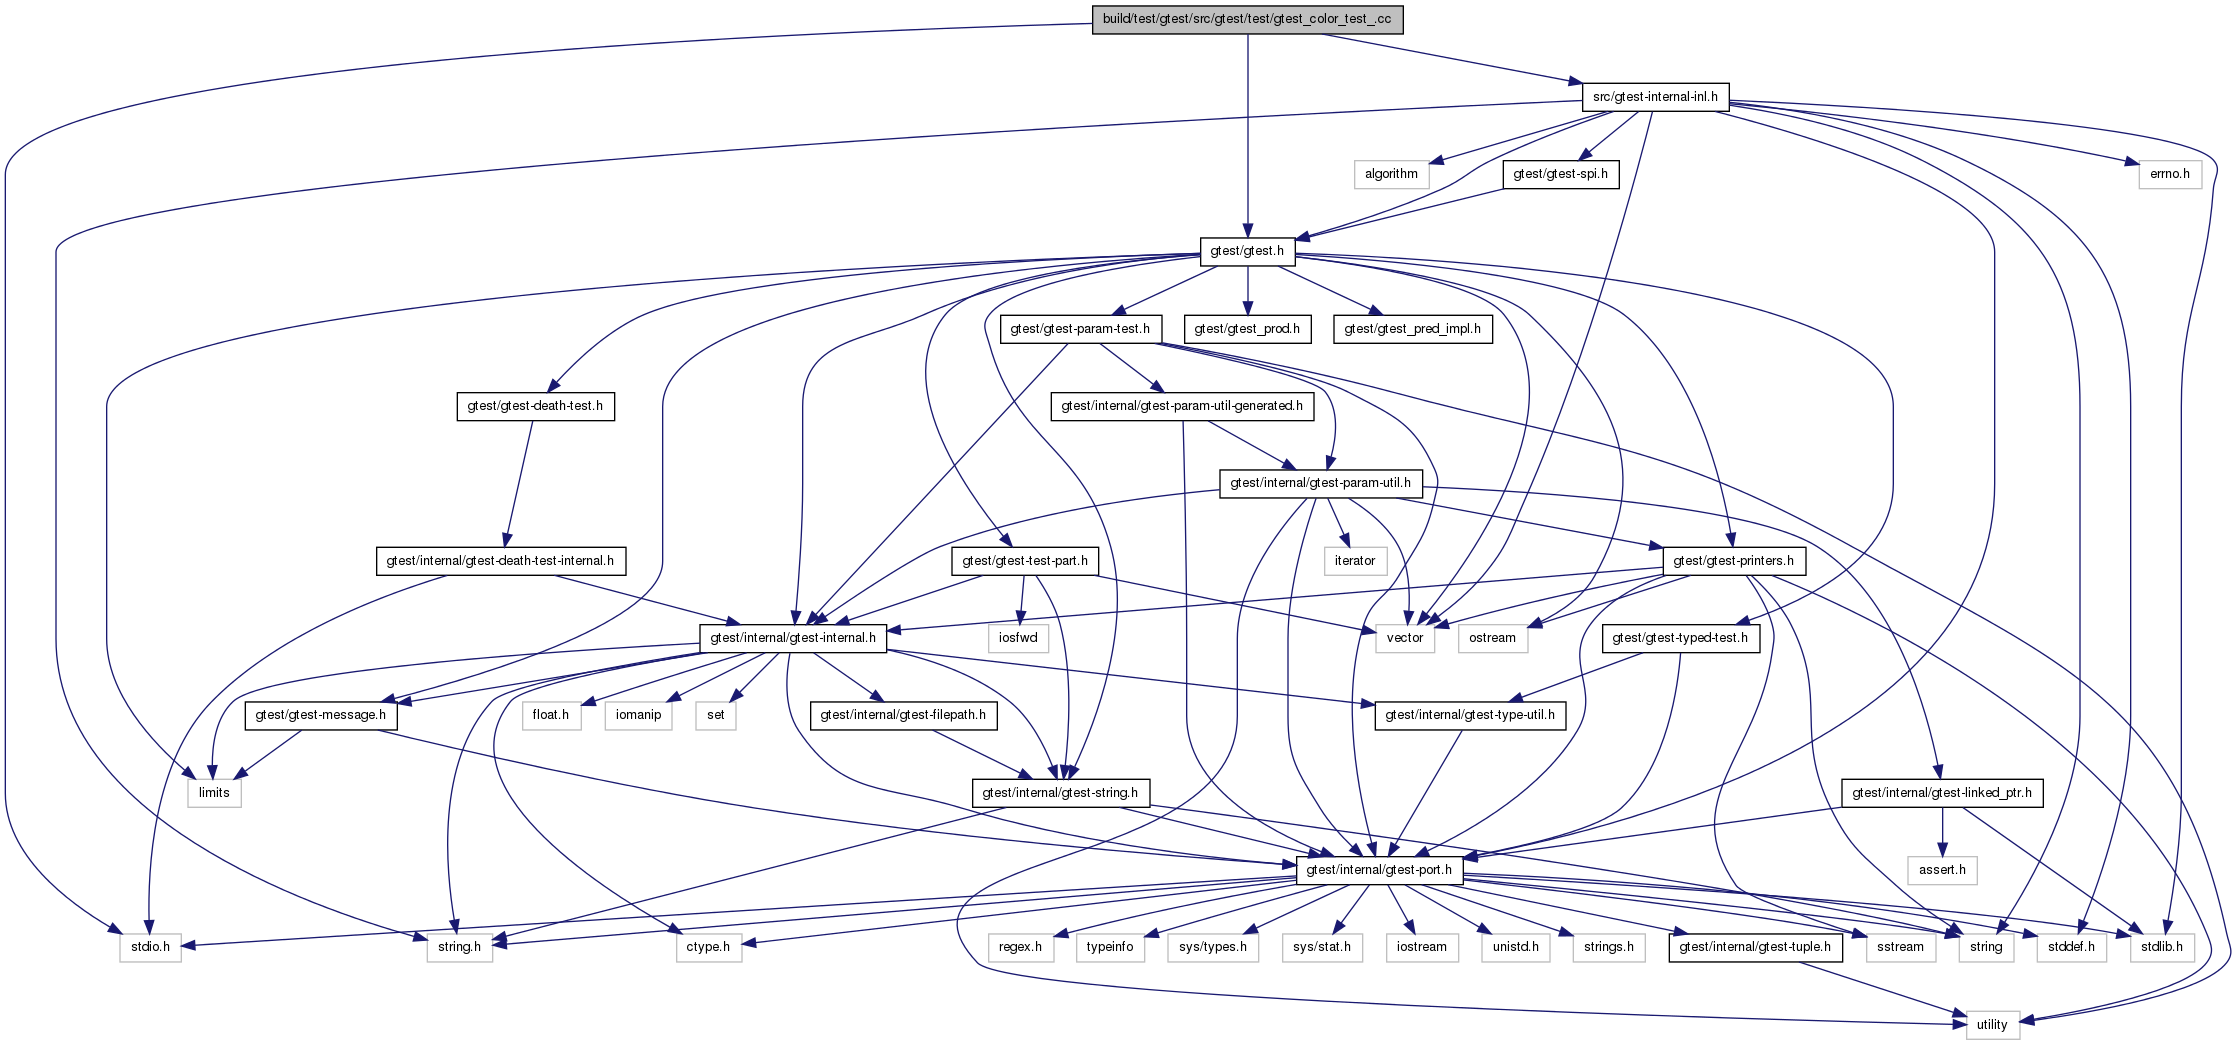 build/test/gtest/src/gtest/test/gtest_color_test_.cc
src/gtest-internal-inl.h
algorithm
gtest/gtest-spi.h
errno.h
gtest/gtest.h
gtest/gtest-param-test.h
gtest/gtest_prod.h
gtest/gtest_pred_impl.h
gtest/gtest-death-test.h
gtest/internal/gtest-param-util-generated.h
gtest/internal/gtest-param-util.h
gtest/internal/gtest-death-test-internal.h
gtest/gtest-test-part.h
iterator
gtest/gtest-printers.h
gtest/internal/gtest-internal.h
iosfwd
vector
ostream
gtest/gtest-typed-test.h
gtest/gtest-message.h
float.h
iomanip
set
gtest/internal/gtest-filepath.h
gtest/internal/gtest-type-util.h
limits
gtest/internal/gtest-string.h
gtest/internal/gtest-linked_ptr.h
gtest/internal/gtest-port.h
assert.h
stdio.h
string.h
ctype.h
regex.h
typeinfo
sys/types.h
sys/stat.h
iostream
unistd.h
strings.h
gtest/internal/gtest-tuple.h
sstream
string
stddef.h
stdlib.h
utility